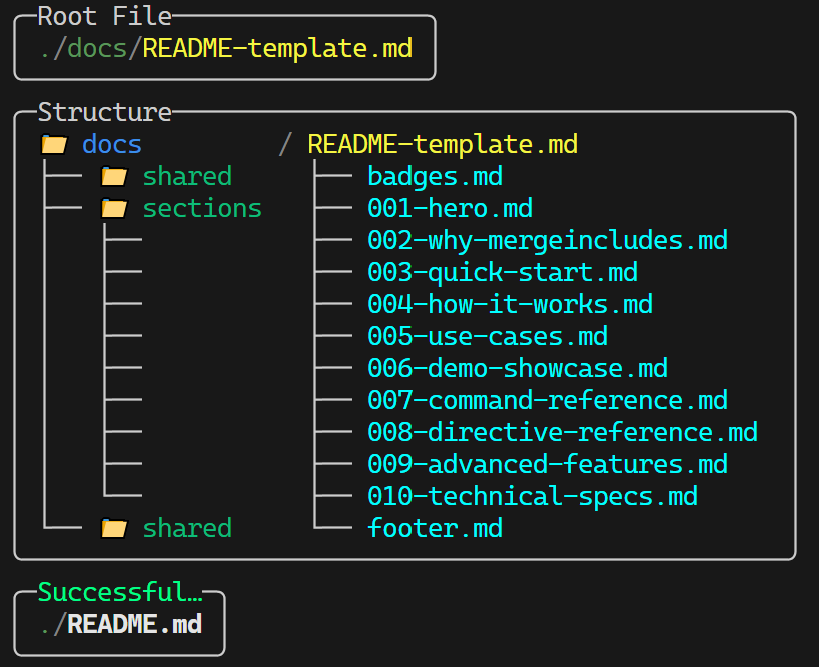 Root File
./docs/README-template.md
Structure
docs / README-template.md
shared badges.md
sections 001-hero.md
002-why-mergeincludes.md
003-quick-start.md
004-how-it-works.md
005-use-cases.md
006-demo-showcase.md
007-command-reference.md
008-directive-reference.md
009-advanced-features.md
010-technical-specs.md
shared footer.md
Successful…
./README.md